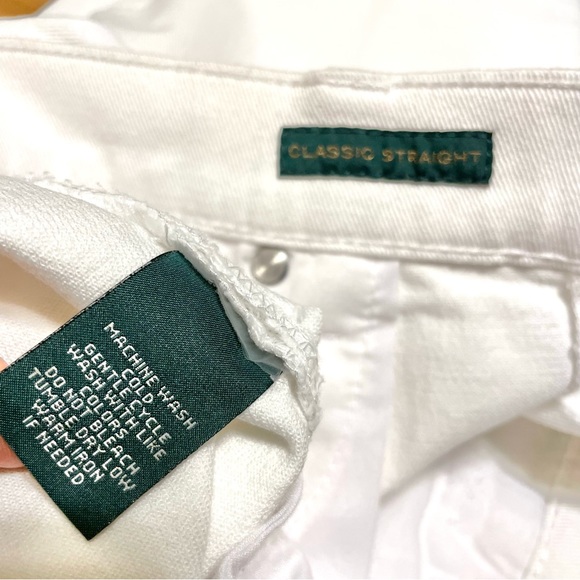 CLASSIC STRAIGHT
MACHINE WASH
COLD
GENTLE CYCLE
WASH WITH LIKE
COLORS
DO NOT BLEACH
TUMBLE DRY LOW
WARM IRON
IF NEEDED